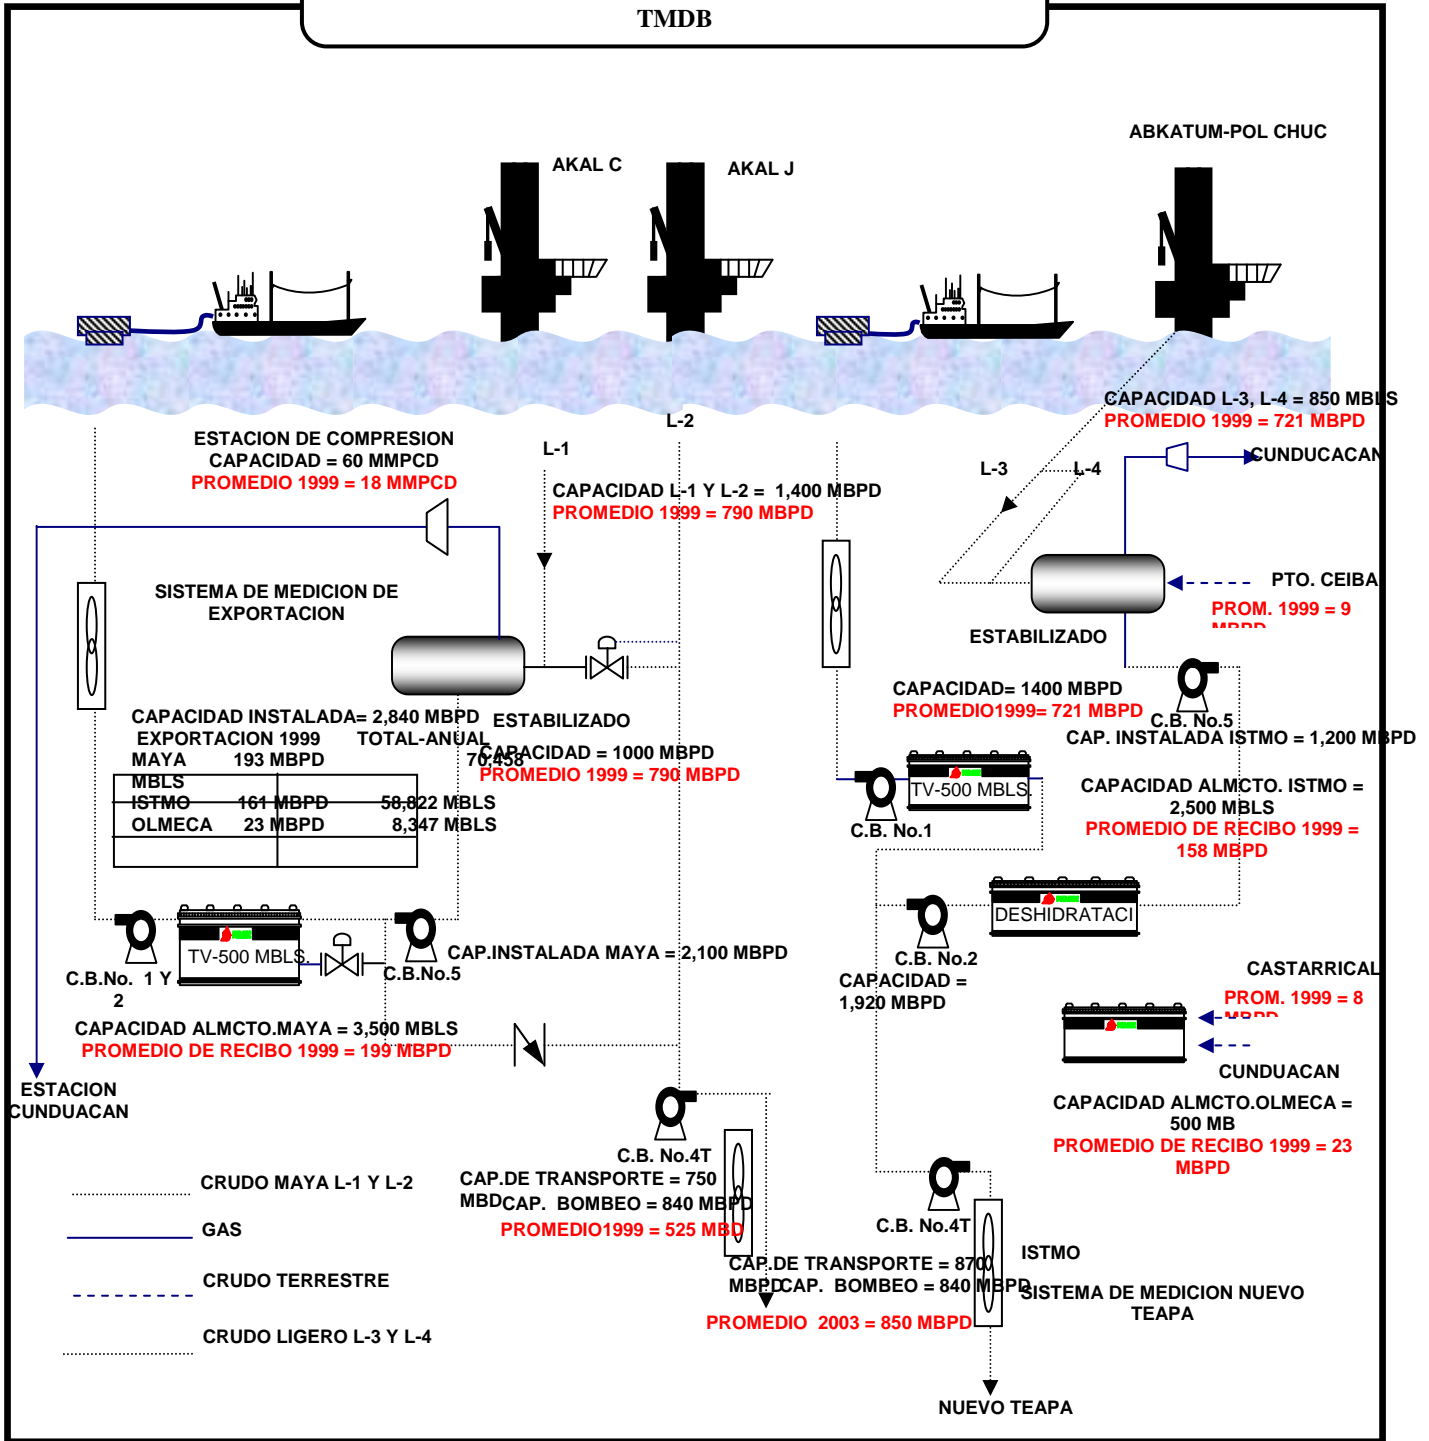 TMDB
ABKATUM-POL CHUC
AKAL C
AKAL J
CAPACIDAD L-3, L-4 = 850 MBLS
PROMEDIO 1999 = 721 MBPD
L-2
ESTACION DE COMPRESION
CAPACIDAD = 60 MMPCD
PROMEDIO 1999 = 18 MMPCD
L-1
CUNDUCACAN
L-3
L-4
CAPACIDAD L-1 Y L-2 = 1,400 MBPD
PROMEDIO 1999 = 790 MBPD
SISTEMA DE MEDICION DE
EXPORTACION
PTO. CEIBA
PROM. 1999 = 9
MBPD
ESTABILIZADO
CAPACIDAD= 1400 MBPD
PROMEDIO1999= 721 MBPD
C.B. No.5
CAP. INSTALADA ISTMO = 1,200 MBPD
CAPACIDAD INSTALADA= 2,840 MBPD
EXPORTACION 1999 TOTAL-ANUAL
MAYA 193 MBPD 70,458
MBLS
ISTMO 161 MBPD 58,822 MBLS
OLMECA 23 MBPD 8,347 MBLS
ESTABILIZADO
CAPACIDAD = 1000 MBPD
PROMEDIO 1999 = 790 MBPD
TV-500 MBLS.
C.B. No.1
CAPACIDAD ALMCTO. ISTMO =
2,500 MBLS
PROMEDIO DE RECIBO 1999 =
158 MBPD
DESHIDRATACI
C.B. No.2
CAPACIDAD =
1,920 MBPD
TV-500 MBLS.
C.B.No. 1 Y
2
C.B.No.5
CAP.INSTALADA MAYA = 2,100 MBPD
CASTARRICAL
PROM. 1999 = 8
MBPD
CAPACIDAD ALMCTO.MAYA = 3,500 MBLS
PROMEDIO DE RECIBO 1999 = 199 MBPD
CUNDUACAN
ESTACION
CUNDUACAN
CAPACIDAD ALMCTO.OLMECA =
500 MB
PROMEDIO DE RECIBO 1999 = 23
MBPD
C.B. No.4T
CAP.DE TRANSPORTE = 750
MBD
CAP. BOMBEO = 840 MBPD
PROMEDIO1999 = 525 MBD
C.B. No.4T
CAP.DE TRANSPORTE = 870
MBPD
CAP. BOMBEO = 840 MBPD
PROMEDIO 2003 = 850 MBPD
ISTMO
SISTEMA DE MEDICION NUEVO
TEAPA
NUEVO TEAPA
CRUDO MAYA L-1 Y L-2
GAS
CRUDO TERRESTRE
CRUDO LIGERO L-3 Y L-4